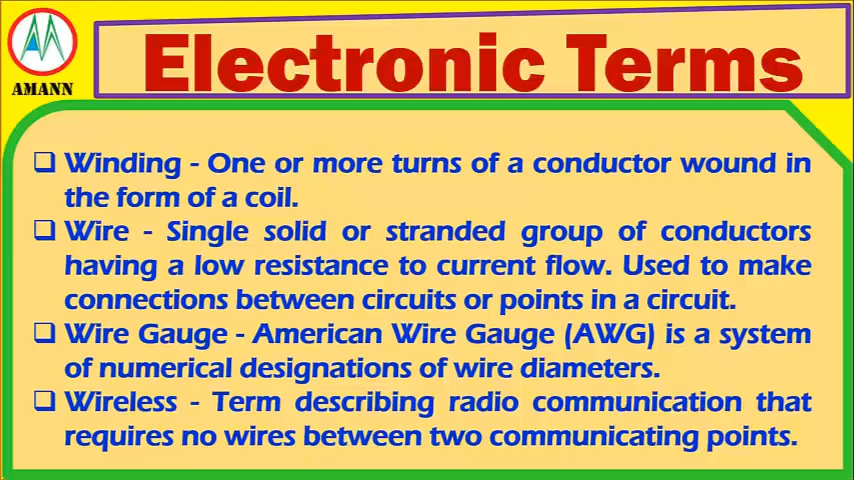 AMANN
Electronic Terms
❑ Winding - One or more turns of a conductor wound in
the form of a coil.
❑ Wire - Single solid or stranded group of conductors
having a low resistance to current flow. Used to make
connections between circuits or points in a circuit.
❑ Wire Gauge - American Wire Gauge (AWG) is a system
of numerical designations of wire diameters.
❑ Wireless - Term describing radio communication that
requires no wires between two communicating points.